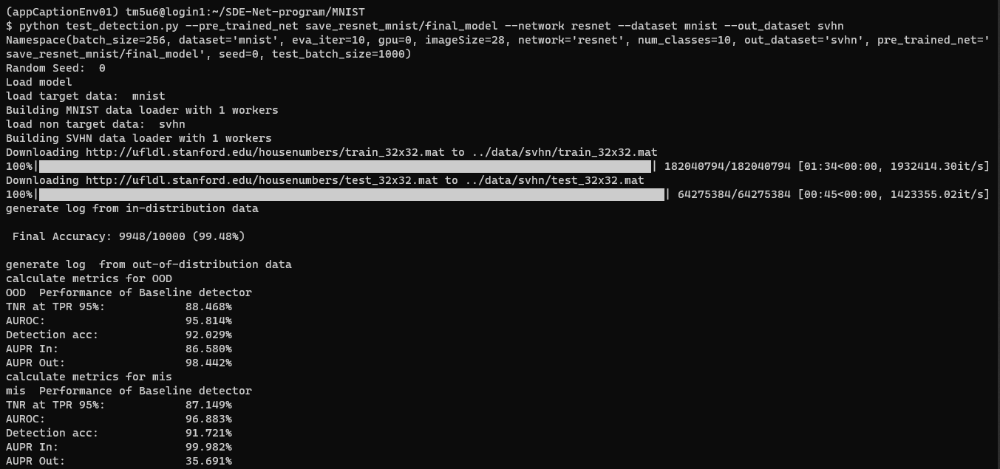 (appCaptionEnv01) tm5u6@login1:~/SDE-Net-program/MNIST
$ python test_detection.py --pre_trained_net save_resnet_mnist/final_model --network resnet --dataset mnist --out_dataset svhn
Namespace(batch_size=256, dataset='mnist', eva_iter=10, gpu=0, imageSize=28, network='resnet', num_classes=10, out_dataset='svhn', pre_trained_net='
save_resnet_mnist/final_model', seed=0, test_batch_size=1000)
Random Seed:  0
Load model
load target data:  mnist
Building MNIST data loader with 1 workers
load non target data:  svhn
Building SVHN data loader with 1 workers
Downloading http://ufldl.stanford.edu/housenumbers/train_32x32.mat to ../data/svhn/train_32x32.mat
100%| | 182040794/182040794 [01:34<00:00, 1932414.30it/s]
Downloading http://ufldl.stanford.edu/housenumbers/test_32x32.mat to ../data/svhn/test_32x32.mat
100%| | 64275384/64275384 [00:45<00:00, 1423355.02it/s]
generate log from in-distribution data
Final Accuracy: 9948/10000 (99.48%)
generate log  from out-of-distribution data
calculate metrics for OOD
OOD  Performance of Baseline detector
TNR at TPR 95%:            88.468%
AUROC:                     95.814%
Detection acc:             92.029%
AUPR In:                   86.580%
AUPR Out:                  98.442%
calculate metrics for mis
mis  Performance of Baseline detector
TNR at TPR 95%:            87.149%
AUROC:                     96.883%
Detection acc:             91.721%
AUPR In:                   99.982%
AUPR Out:                  35.691%